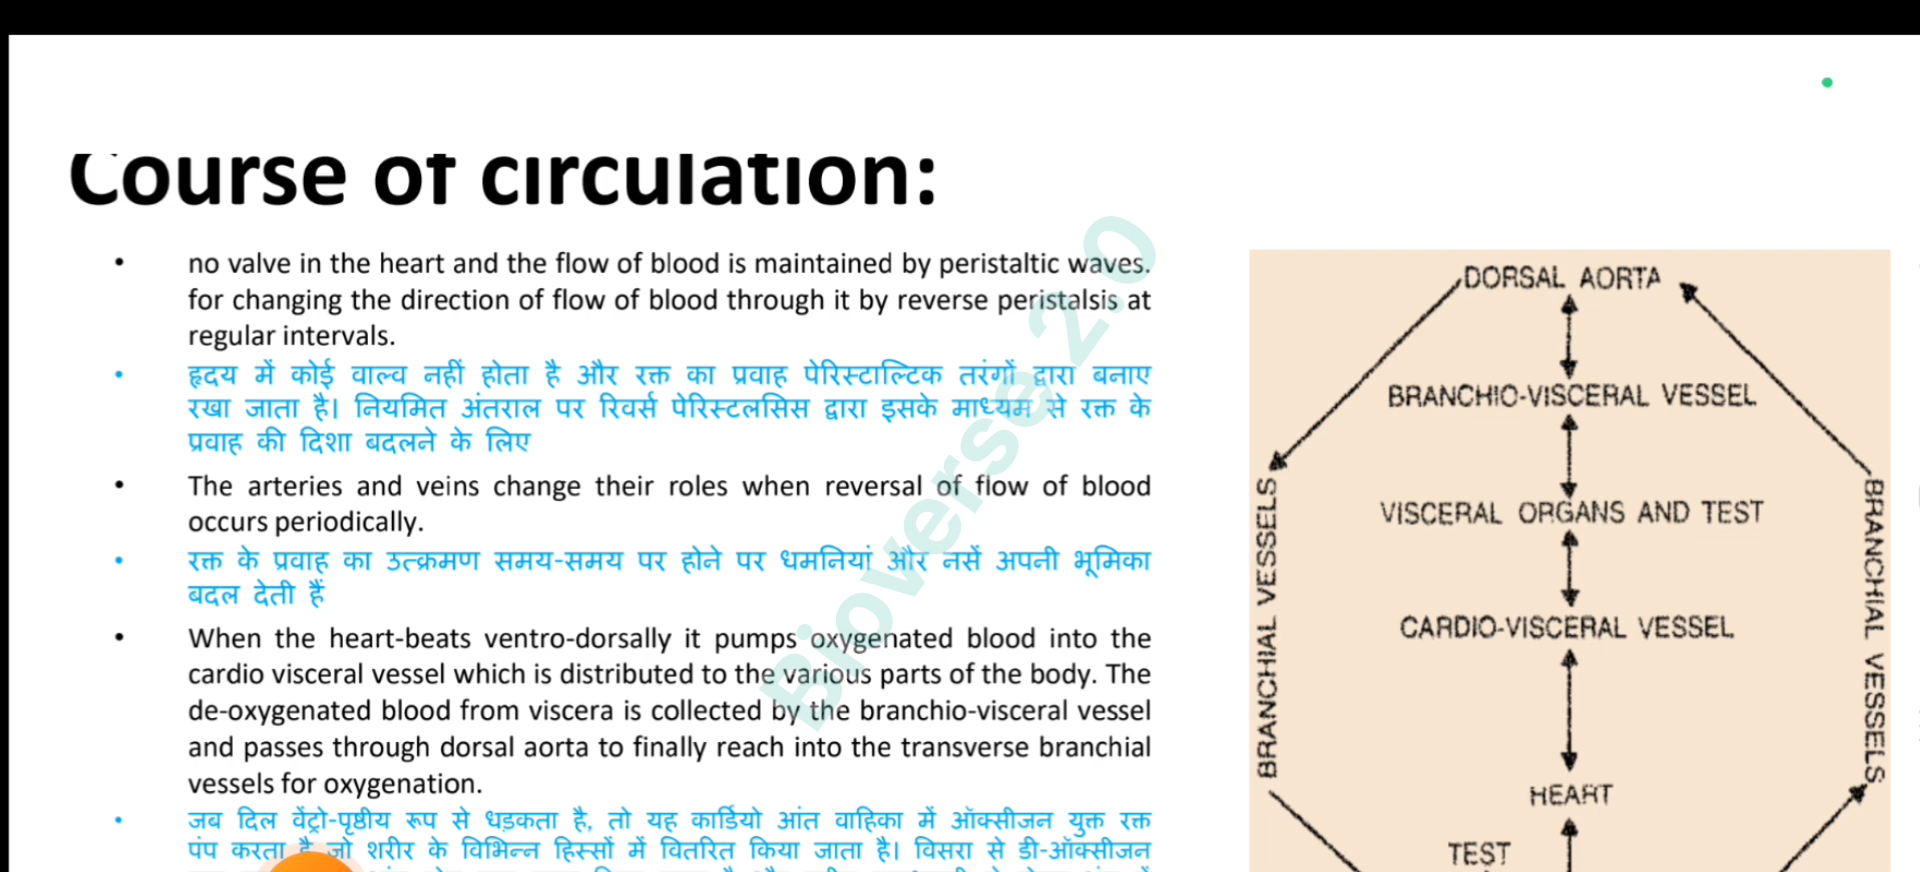 Course of circulation:
• no valve in the heart and the flow of blood is maintained by peristaltic waves.
for changing the direction of flow of blood through it by reverse peristalsis at
regular intervals.
• हृदय में कोई वाल्व नहीं होता है और रक्त का प्रवाह पेरिस्टाल्टिक तरंगों द्वारा बनाए
रखा जाता है। नियमित अंतराल पर रिवर्स पेरिस्टलसिस द्वारा इसके माध्यम से रक्त के
प्रवाह की दिशा बदलने के लिए
• The arteries and veins change their roles when reversal of flow of blood
occurs periodically.
• रक्त के प्रवाह का उत्क्रमण समय-समय पर होने पर धमनियां और नसें अपनी भूमिका
बदल देती हैं
• When the heart-beats ventro-dorsally it pumps oxygenated blood into the
cardio visceral vessel which is distributed to the various parts of the body. The
de-oxygenated blood from viscera is collected by the branchio-visceral vessel
and passes through dorsal aorta to finally reach into the transverse branchial
vessels for oxygenation.
• जब दिल वेंट्रो-पृष्ठीय रूप से धड़कता है, तो यह कार्डियो आंत वाहिका में ऑक्सीजन युक्त रक्त
पंप करता है जो शरीर के विभिन्न हिस्सों में वितरित किया जाता है। विसरा से डी-ऑक्सीजन
Bioverse 2.0
DORSAL AORTA
BRANCHIO-VISCERAL VESSEL
VISCERAL ORGANS AND TEST
CARDIO-VISCERAL VESSEL
HEART
TEST
BRANCHIAL VESSELS
BRANCHIAL VESSELS